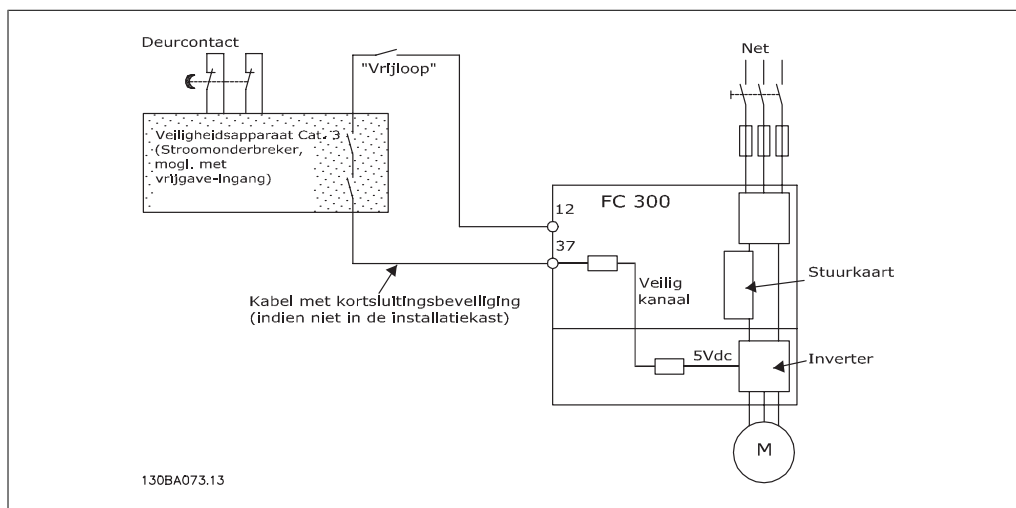 Deurcontact
"Vrijloop"
Net
Veiligheidsapparaat Cat. 3
(Stroomonderbreker,
mogl. met
vrijgave-ingang)
12
FC 300
37
Veilig
kanaal
Stuurkaart
Kabel met kortsluitingsbeveiliging
(indien niet in de installatiekast)
5Vdc
Inverter
M
130BA073.13